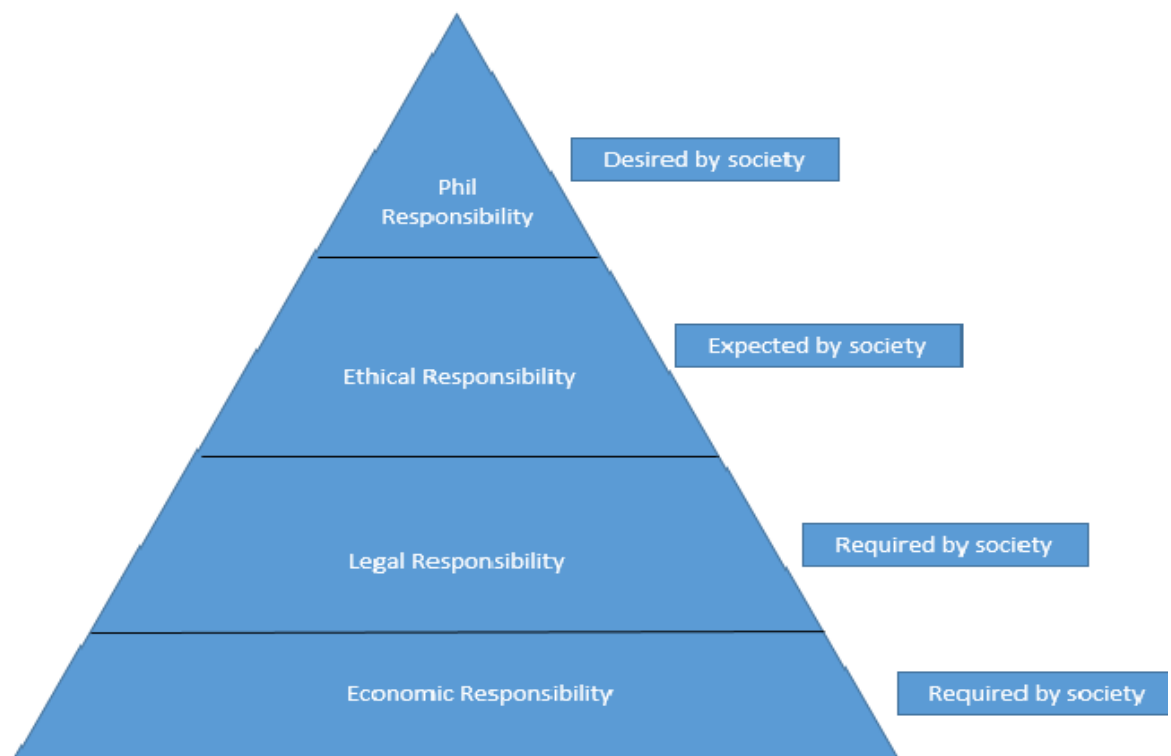 Desired by society
Phil
Responsibility
Expected by society
Ethical Responsibility
Required by society
Legal Responsibility
Economic Responsibility
Required by society